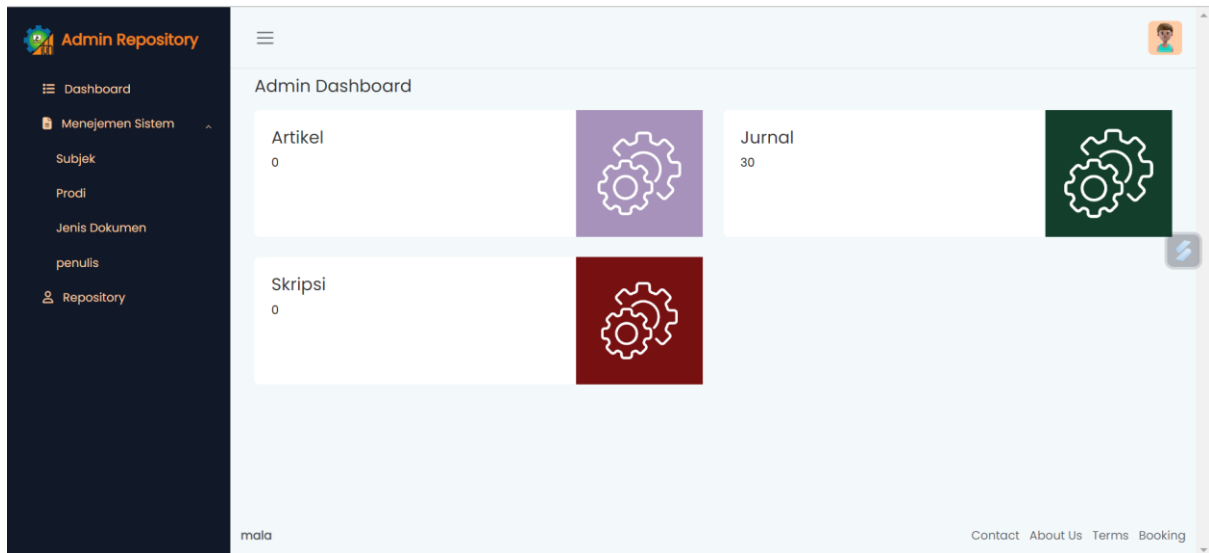 Admin Repository
Dashboard
Menejemen Sistem
Subjek
Prodi
Jenis Dokumen
penulis
Repository
Admin Dashboard
Artikel
0
Jurnal
30
Skripsi
0
mala
Contact About Us Terms Booking